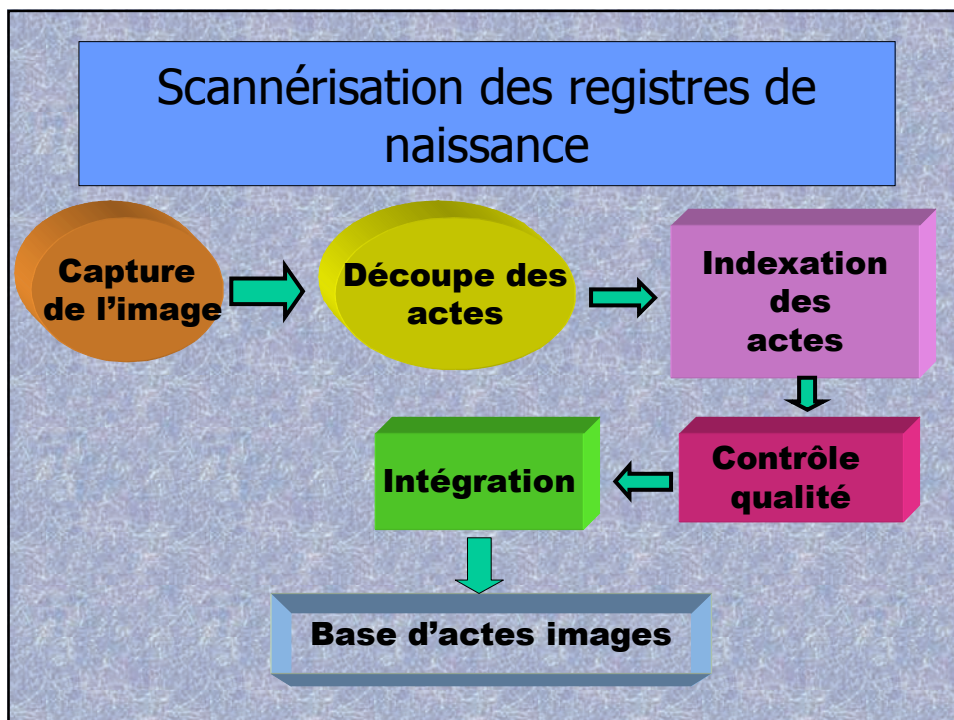 Scannérisation des registres de
naissance
Capture
de l’image
Découpe des
actes
Indexation
des
actes
Contrôle
qualité
Intégration
Base d’actes images